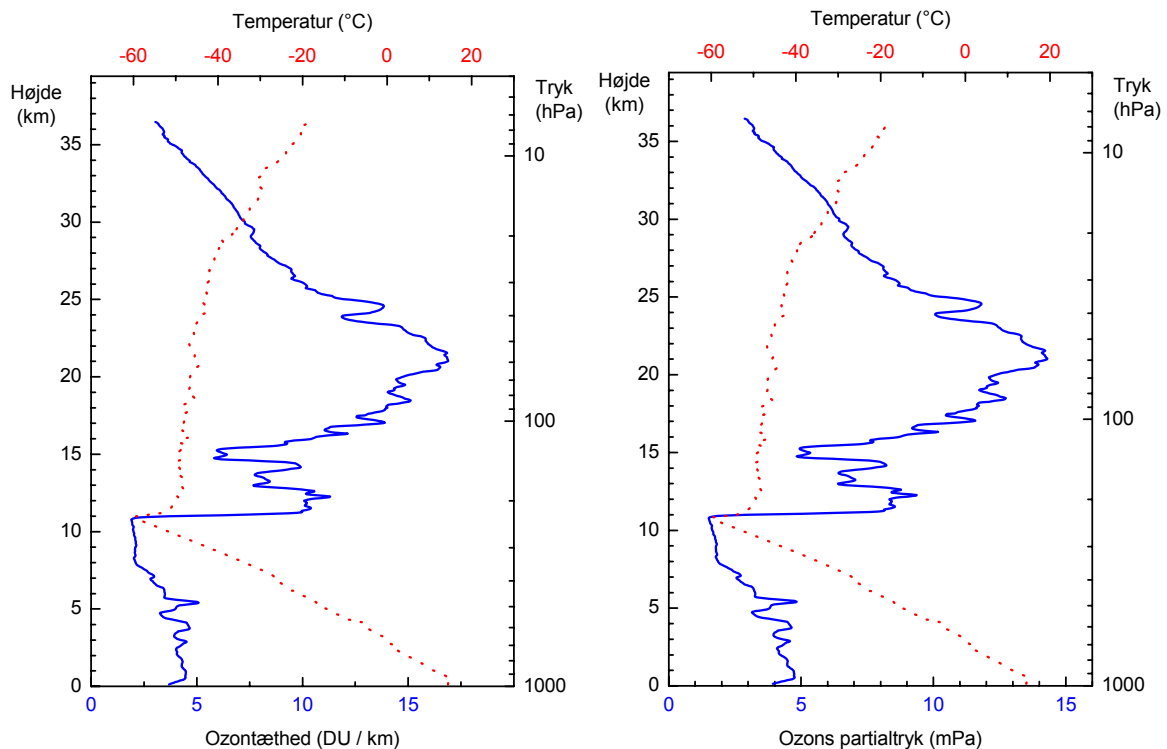 Temperatur (°C)
-60 -40 -20 0 20
Højde
(km)
Tryk
(hPa)
35
30
25
20
15
10
5
0
10
100
1000
0 5 10 15
Ozontæthed (DU / km)
Temperatur (°C)
-60 -40 -20 0 20
Højde
(km)
Tryk
(hPa)
35
30
25
20
15
10
5
0
10
100
1000
0 5 10 15
Ozons partialtryk (mPa)